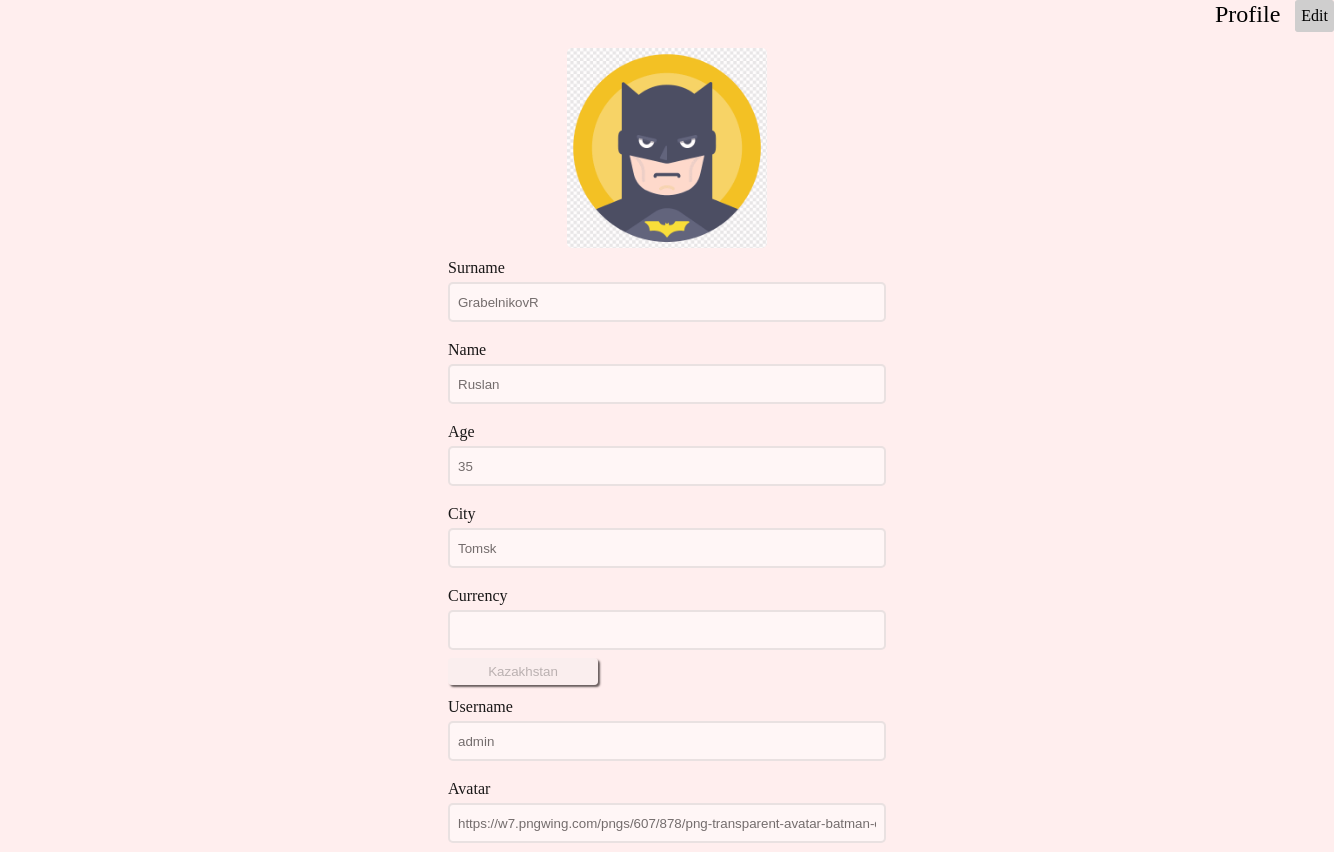 Profile
Edit
Surname
GrabelnikovR
Name
Ruslan
Age
35
City
Tomsk
Currency
Kazakhstan
Username
admin
Avatar
https://w7.pngwing.com/pngs/607/878/png-transparent-avatar-batman-